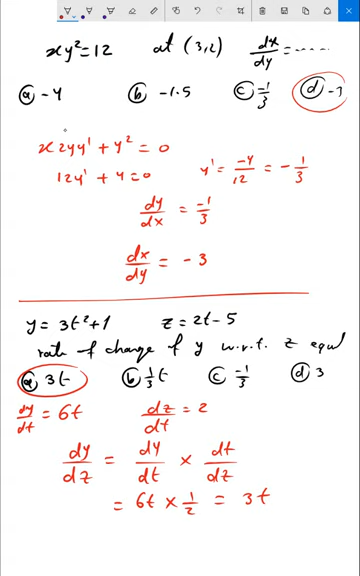 xy² = 12 at (3,2) dx/dy = ......
ⓐ -4 ⓑ -1.5 ⓒ -1/3 ⓓ -3
x2yy' + y² = 0
12y' + 4 = 0 y' = -4/12 = -1/3
dy/dx = -1/3
dx/dy = -3
y = 3t² + 1 z = 2t - 5
rate of change of y w.r.t. z equal
ⓐ 3t ⓑ 1/3 t ⓒ -1/3 ⓓ 3
dy/dt = 6t dz/dt = 2
dy/dz = dy/dt × dt/dz
= 6t × 1/2 = 3t